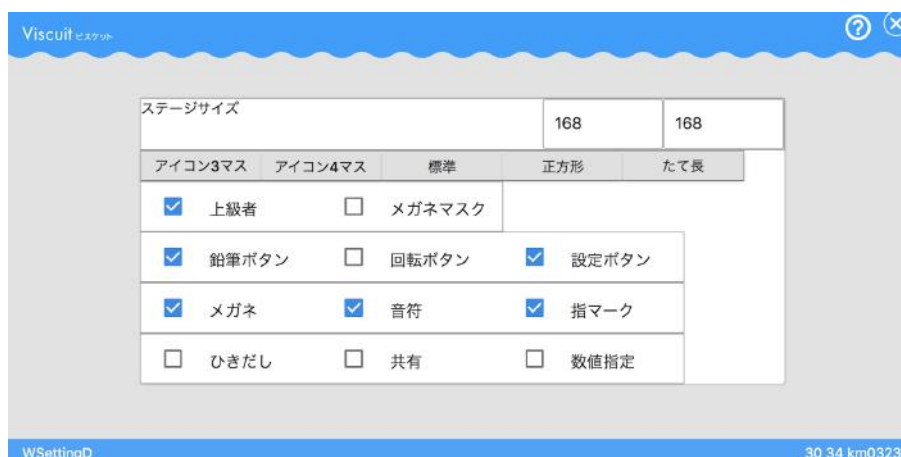 Viscuit ビスケット
ステージサイズ 168 168
アイコン3マス アイコン4マス 標準 正方形 たて長
上級者 メガネマスク
鉛筆ボタン 回転ボタン 設定ボタン
メガネ 音符 指マーク
ひきだし 共有 数値指定
WSettingD 30 34 km0323